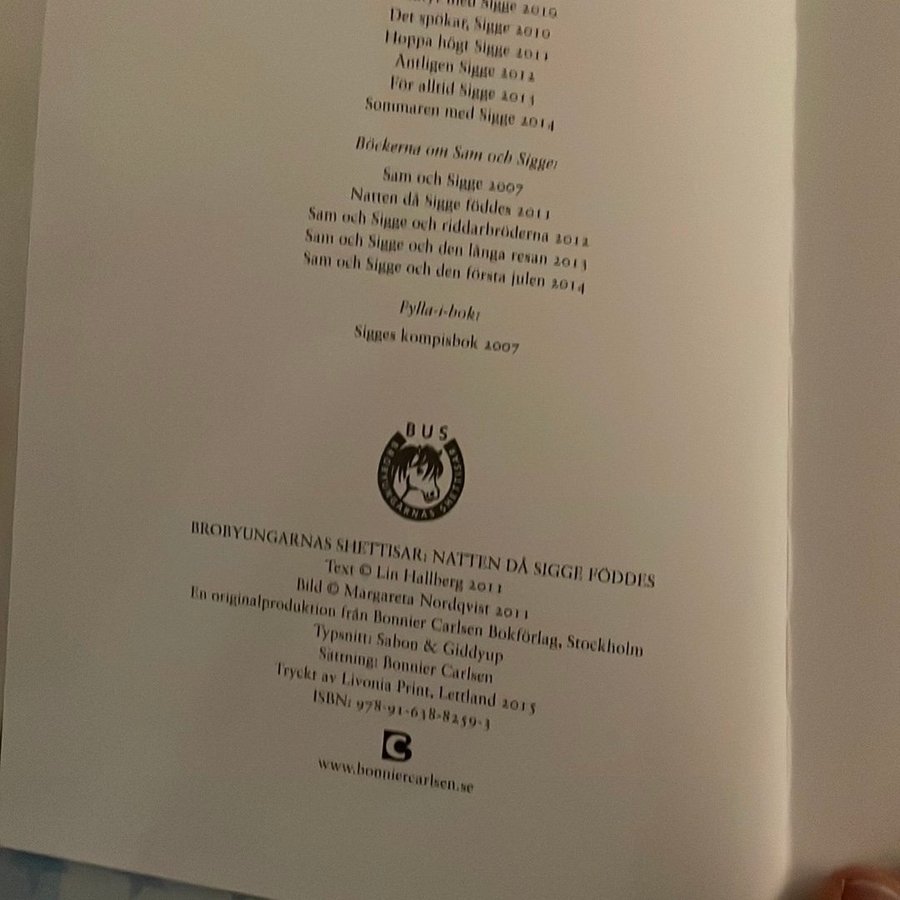 med Sigge 2010
Det spökar, Sigge 2010
Hoppa högt Sigge 2011
Äntligen Sigge 2012
För alltid Sigge 2013
Sommaren med Sigge 2014
Böckerna om Sam och Sigge:
Sam och Sigge 2007
Natten då Sigge föddes 2011
Sam och Sigge och riddarbröderna 2012
Sam och Sigge och den långa resan 2013
Sam och Sigge och den första julen 2014
Fylla-i-bok:
Sigges kompisbok 2007
BUS
BROBYUNGARNAS SHETTISAR
BROBYUNGARNAS SHETTISAR: NATTEN DÅ SIGGE FÖDDES
Text © Lin Hallberg 2011
Bild © Margareta Nordqvist 2011
En originalproduktion från Bonnier Carlsen Bokförlag, Stockholm
Typsnitt: Sabon & Giddyup
Sättning: Bonnier Carlsen
Tryckt av Livonia Print, Lettland 2015
ISBN: 978-91-638-8259-3
www.bonniercarlsen.se